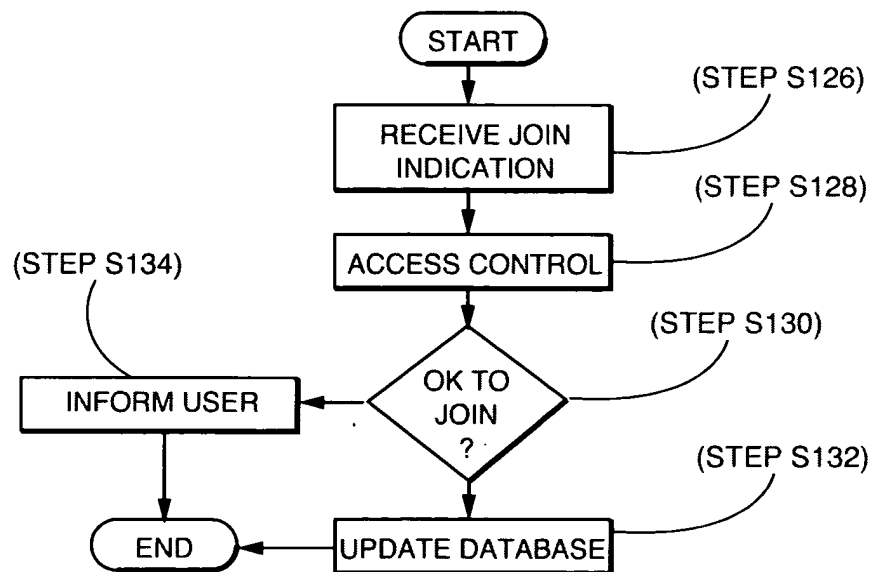 START
(STEP S126)
RECEIVE JOIN
INDICATION
(STEP S128)
ACCESS CONTROL
(STEP S134)
(STEP S130)
OK TO
JOIN
?
INFORM USER
(STEP S132)
END
UPDATE DATABASE